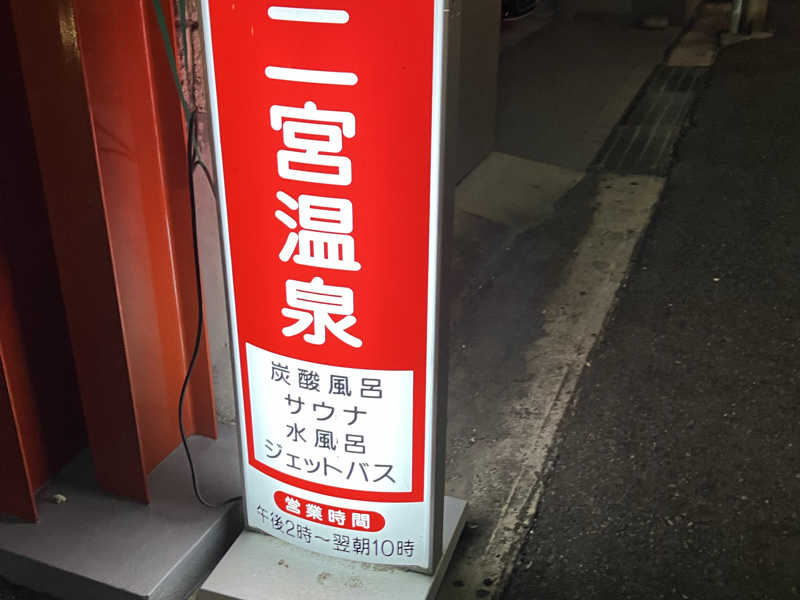 二宮温泉
炭酸風呂
サウナ
水風呂
ジェットバス
営業時間
午後2時～翌朝10時